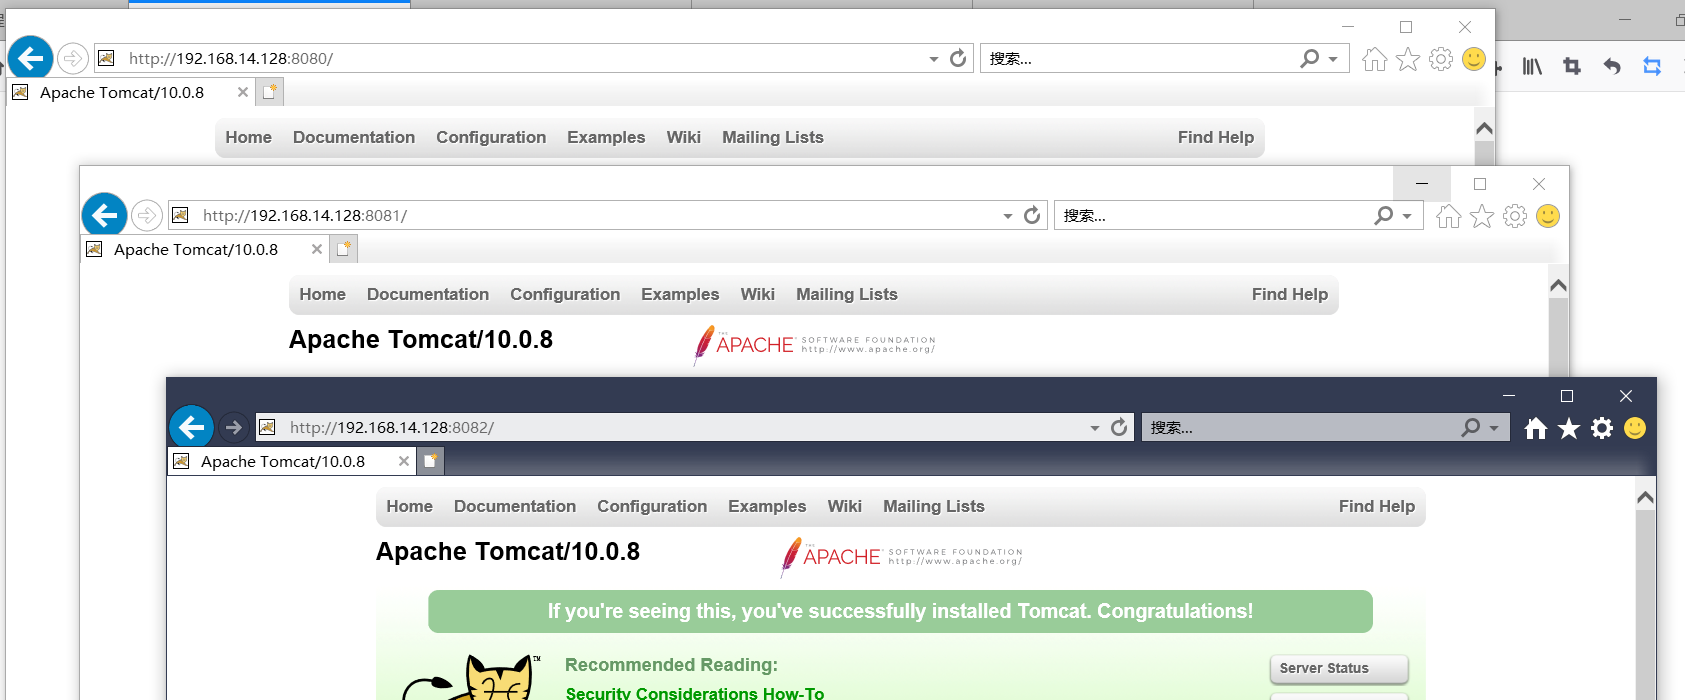 http://192.168.14.128:8080/
搜索...
Apache Tomcat/10.0.8
Home Documentation Configuration Examples Wiki Mailing Lists Find Help
http://192.168.14.128:8081/
搜索...
Apache Tomcat/10.0.8
Home Documentation Configuration Examples Wiki Mailing Lists Find Help
Apache Tomcat/10.0.8
THE APACHE SOFTWARE FOUNDATION
http://www.apache.org/
http://192.168.14.128:8082/
搜索...
Apache Tomcat/10.0.8
Home Documentation Configuration Examples Wiki Mailing Lists Find Help
Apache Tomcat/10.0.8
THE APACHE SOFTWARE FOUNDATION
http://www.apache.org/
If you're seeing this, you've successfully installed Tomcat. Congratulations!
TM
Recommended Reading:
Server Status
Security Considerations How-To